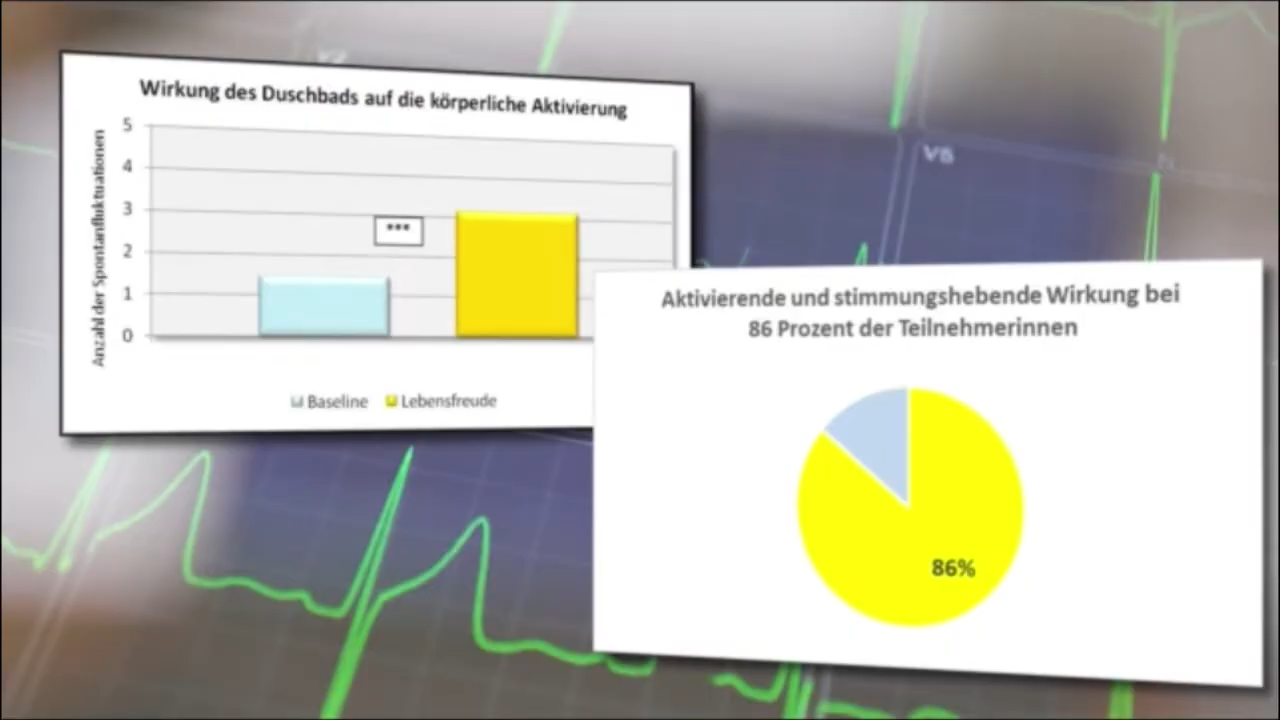 Wirkung des Duschbads auf die körperliche Aktivierung
Anzahl der Spontanfluktuationen
5
4
3
2
1
0
***
Baseline
Lebensfreude
V6
Aktivierende und stimmungshebende Wirkung bei
86 Prozent der Teilnehmerinnen
86%